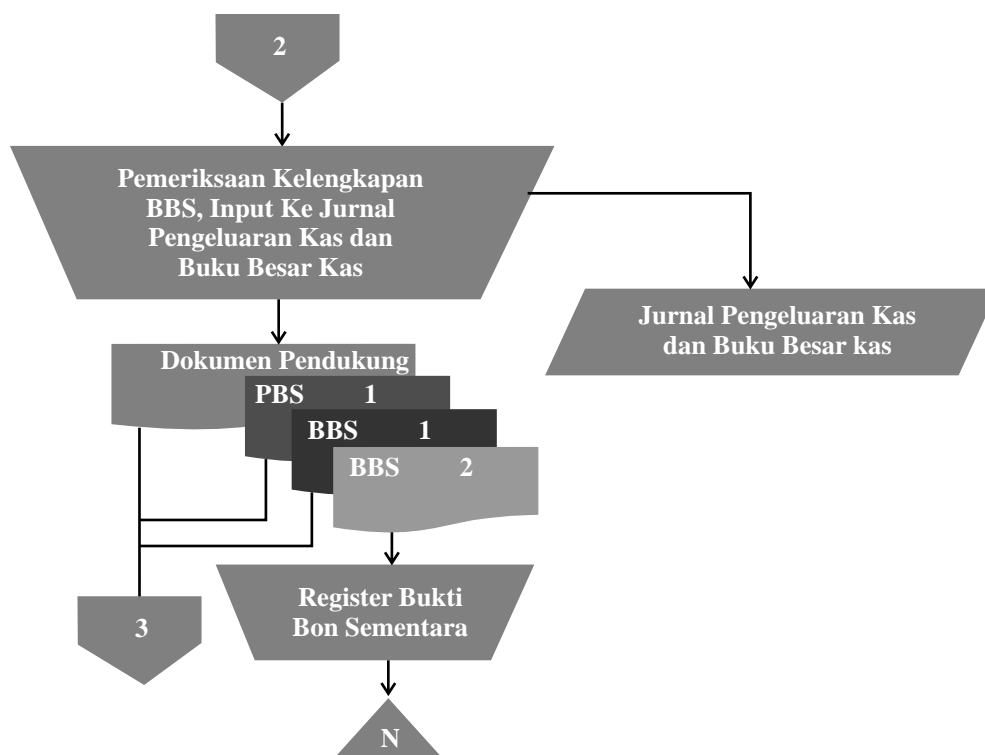 2
Pemeriksaan Kelengkapan
BBS, Input Ke Jurnal
Pengeluaran Kas dan
Buku Besar Kas
Jurnal Pengeluaran Kas
dan Buku Besar kas
Dokumen Pendukung
PBS 1
BBS 1
BBS 2
Register Bukti
Bon Sementara
3
N